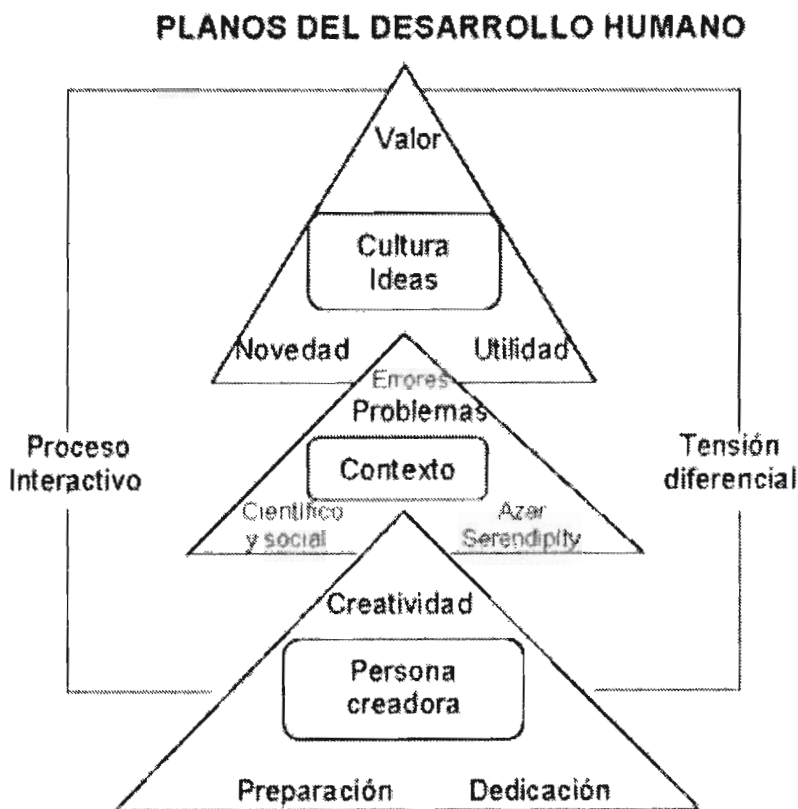 PLANOS DEL DESARROLLO HUMANO
Valor
Cultura
Ideas
Novedad
Utilidad
Errores
Problemas
Proceso
Interactivo
Contexto
Tensión
diferencial
Científico
y social
Azar
Serendipity
Creatividad
Persona
creadora
Preparación
Dedicación